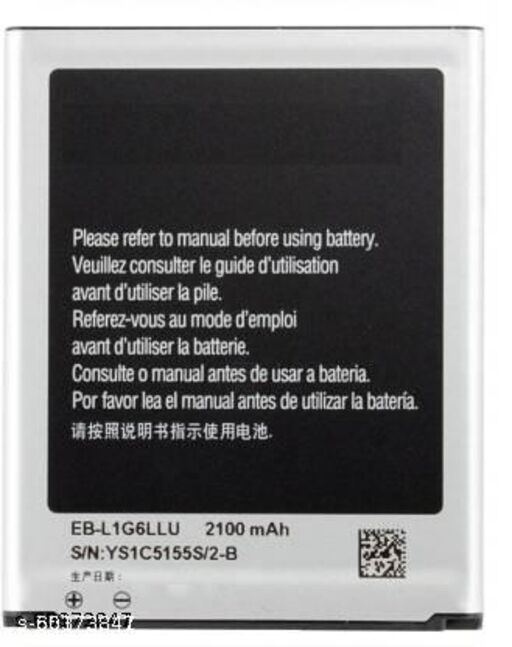 Please refer to manual before using battery.
Veuillez consulter le guide d'utilisation
avant d'utiliser la pile.
Referez-vous au mode d'emploi
avant d'utiliser la batterie.
Consulte o manual antes de usar a bateria.
Por favor lea el manual antes de utilizar la batería.
请按照说明书指示使用电池.
EB-L1G6LLU 2100 mAh
S/N:YS1C5155S/2-B
生产日期:
s-60373847